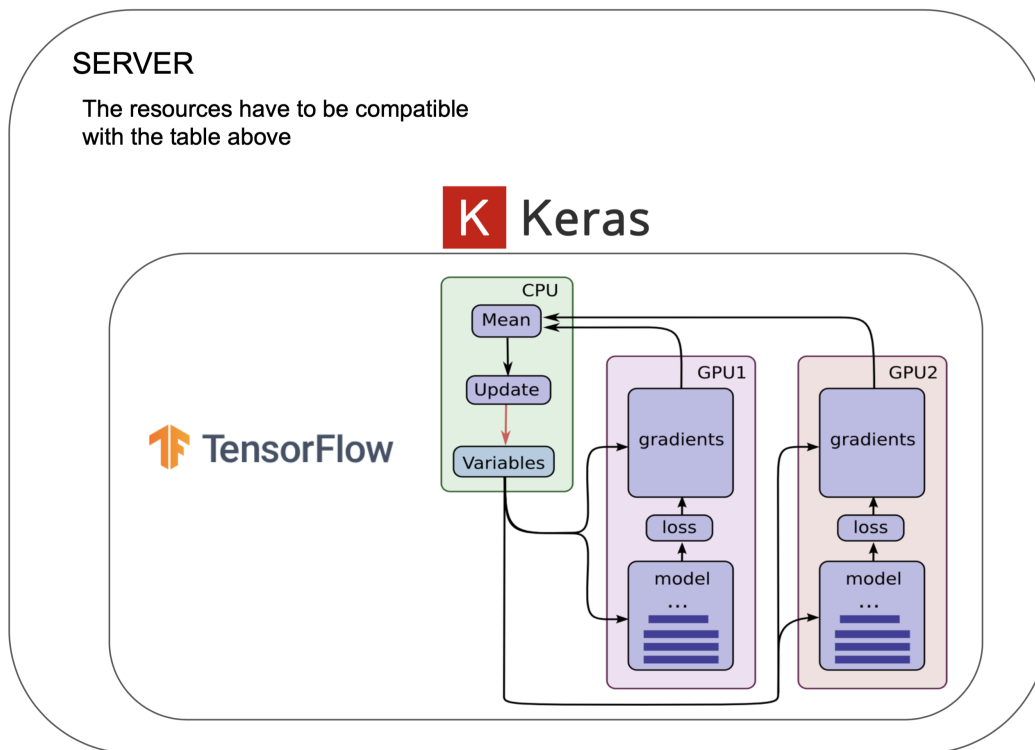 SERVER
The resources have to be compatible
with the table above
K Keras
CPU
Mean
Update
Variables
TensorFlow
GPU1
gradients
loss
model
...
GPU2
gradients
loss
model
...